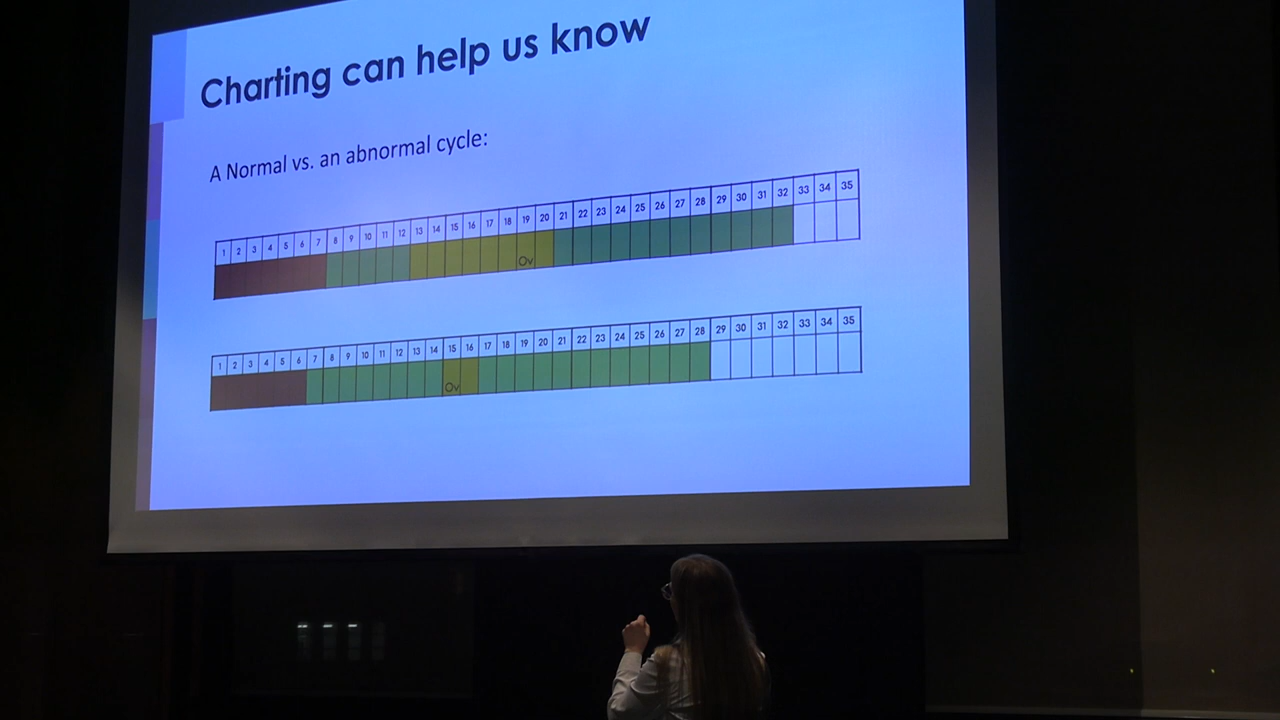 Charting can help us know
A Normal vs. an abnormal cycle:
1 2 3 4 5 6 7 8 9 10 11 12 13 14 15 16 17 18 19 20 21 22 23 24 25 26 27 28 29 30 31 32 33 34 35
Ov
1 2 3 4 5 6 7 8 9 10 11 12 13 14 15 16 17 18 19 20 21 22 23 24 25 26 27 28 29 30 31 32 33 34 35
Ov